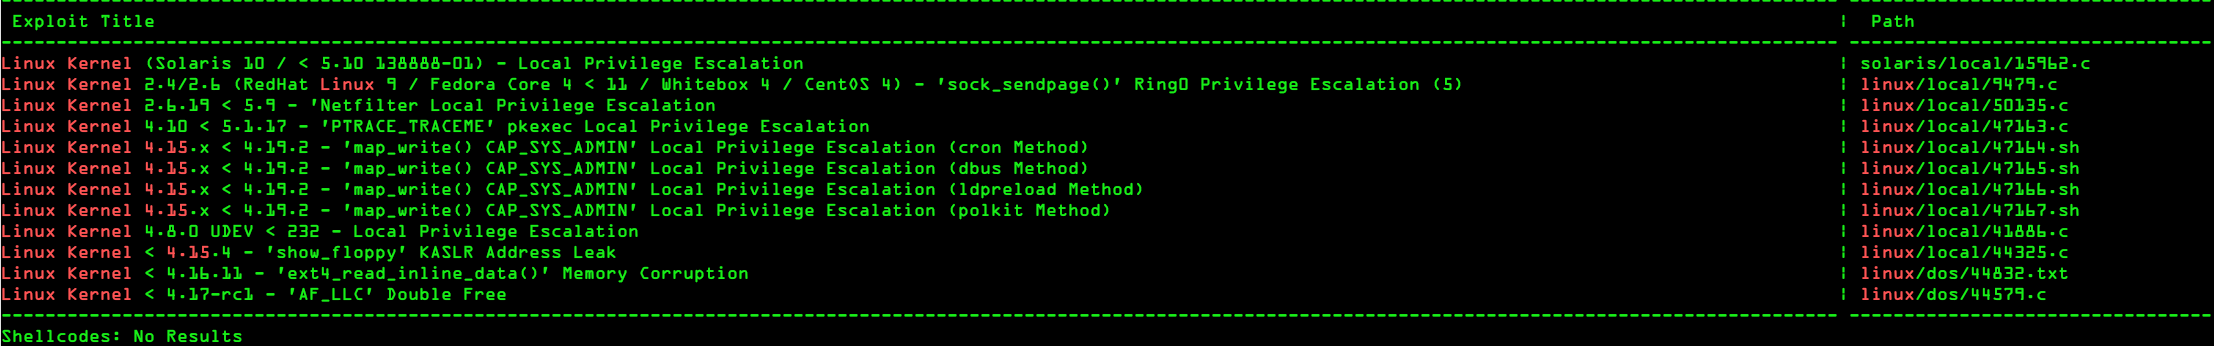 Exploit Title | Path
Linux Kernel (Solaris 10 / < 5.10 138888-01) - Local Privilege Escalation | solaris/local/15962.c
Linux Kernel 2.4/2.6 (RedHat Linux 9 / Fedora Core 4 < 11 / Whitebox 4 / CentOS 4) - 'sock_sendpage()' Ring0 Privilege Escalation (5) | linux/local/9479.c
Linux Kernel 2.6.19 < 5.9 - 'Netfilter Local Privilege Escalation | linux/local/50135.c
Linux Kernel 4.10 < 5.1.17 - 'PTRACE_TRACEME' pkexec Local Privilege Escalation | linux/local/47163.c
Linux Kernel 4.15.x < 4.19.2 - 'map_write() CAP_SYS_ADMIN' Local Privilege Escalation (cron Method) | linux/local/47164.sh
Linux Kernel 4.15.x < 4.19.2 - 'map_write() CAP_SYS_ADMIN' Local Privilege Escalation (dbus Method) | linux/local/47165.sh
Linux Kernel 4.15.x < 4.19.2 - 'map_write() CAP_SYS_ADMIN' Local Privilege Escalation (ldpreload Method) | linux/local/47166.sh
Linux Kernel 4.15.x < 4.19.2 - 'map_write() CAP_SYS_ADMIN' Local Privilege Escalation (polkit Method) | linux/local/47167.sh
Linux Kernel 4.8.0 UDEV < 232 - Local Privilege Escalation | linux/local/41886.c
Linux Kernel < 4.15.4 - 'show_floppy' KASLR Address Leak | linux/local/44325.c
Linux Kernel < 4.16.11 - 'ext4_read_inline_data()' Memory Corruption | linux/dos/44832.txt
Linux Kernel < 4.17-rc1 - 'AF_LLC' Double Free | linux/dos/44579.c
Shellcodes: No Results